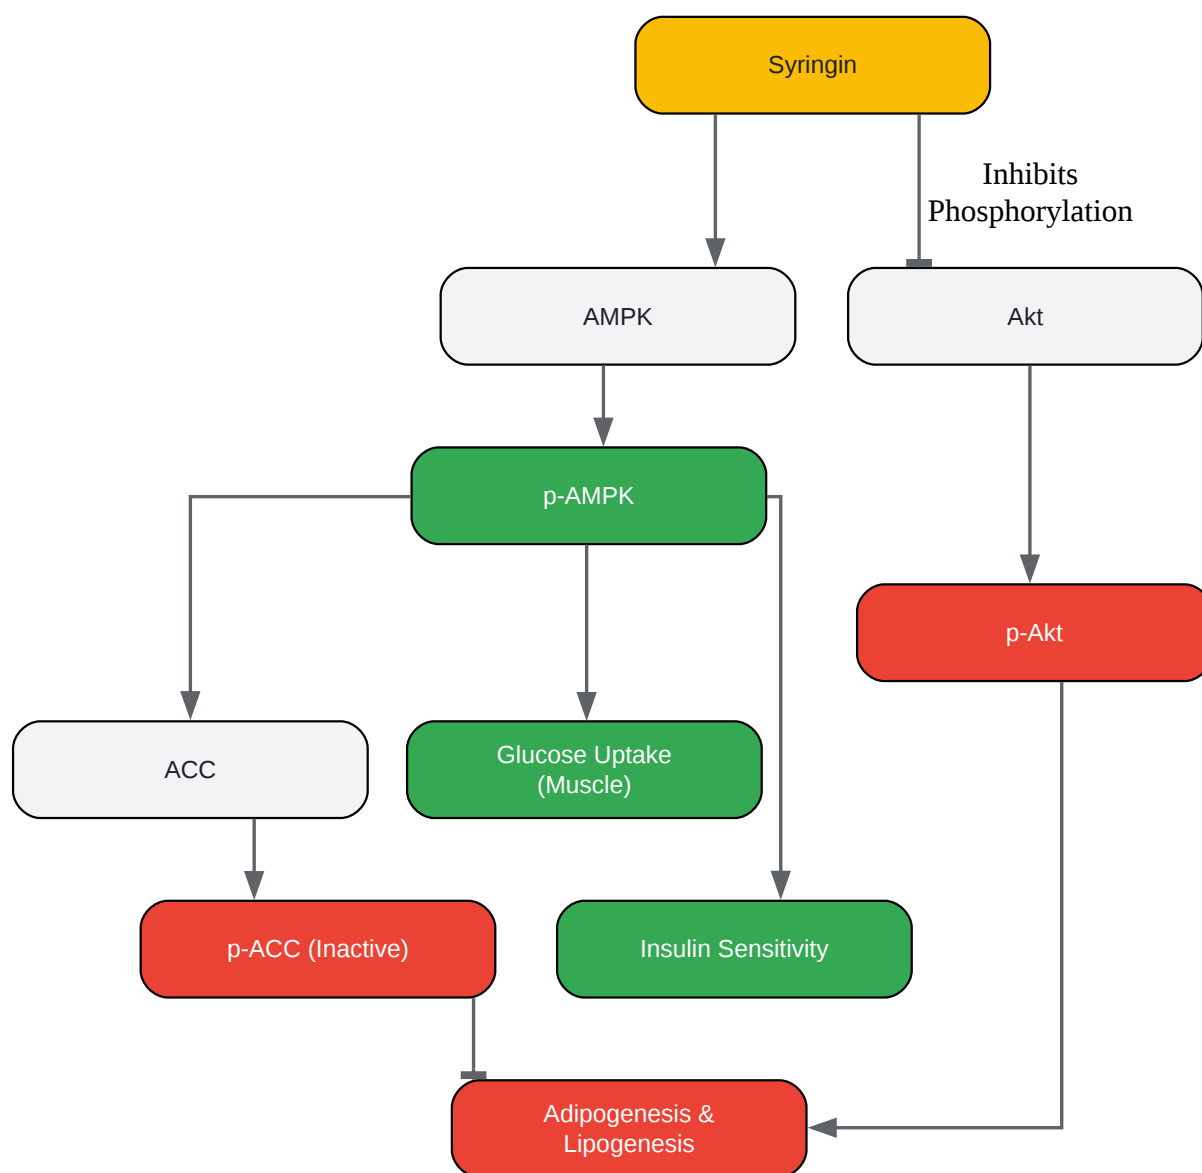 Syringin
Inhibits
Phosphorylation
AMPK
Akt
p-AMPK
p-Akt
ACC
Glucose Uptake
(Muscle)
p-ACC (Inactive)
Insulin Sensitivity
Adipogenesis &
Lipogenesis